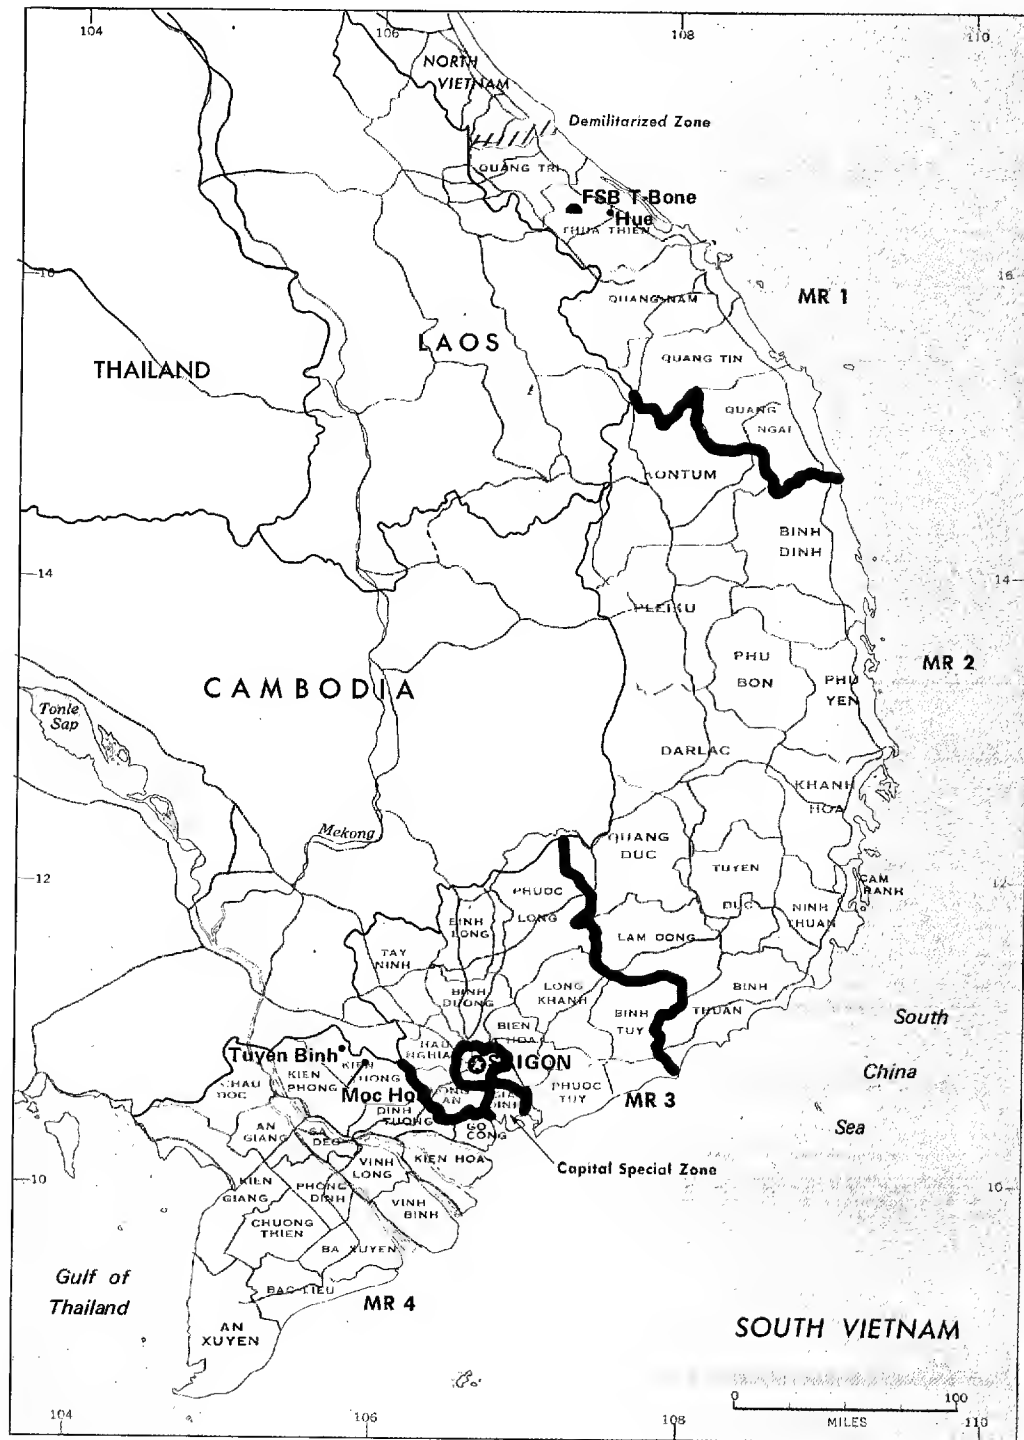 104
106
108
110
NORTH
VIETNAM
Demilitarized Zone
QUANG TRI
FSB T-Bone
Hue
THUA THIEN
16
16
QUANG NAM
MR 1
LAOS
THAILAND
QUANG TIN
QUANG
NGAI
KONTUM
BINH
DINH
14
14
PLEIKU
PHU
BON
MR 2
PHU
YEN
CAMBODIA
Tonle
Sap
DARLAC
KHANH
HOA
Mekong
QUANG
DUC
TUYEN
DUC
12
12
CAM
RANH
PHUOC
LONG
NINH
THUAN
BINH
LONG
LAM DONG
TAY
NINH
BINH
DUONG
LONG
KHANH
BINH
THUAN
BINH
TUY
BIEN
HOA
South
China
Sea
HAU
NGHIA
SAIGON
Tuyen Binh
KIEN
PHONG
KIEN
TUONG
CHAU
DOC
Moc Hoa
LONG
AN
GIA
DINH
PHUOC
TUY
MR 3
DINH
TUONG
GO
CONG
AN
GIANG
SA
DEC
Capital Special Zone
VINH
LONG
KIEN HOA
10
10
KIEN
GIANG
PHONG
DINH
VINH
BINH
CHUONG
THIEN
BA XUYEN
Gulf of
Thailand
BAC LIEU
MR 4
AN
XUYEN
SOUTH VIETNAM
0
100
MILES
104
106
108
110